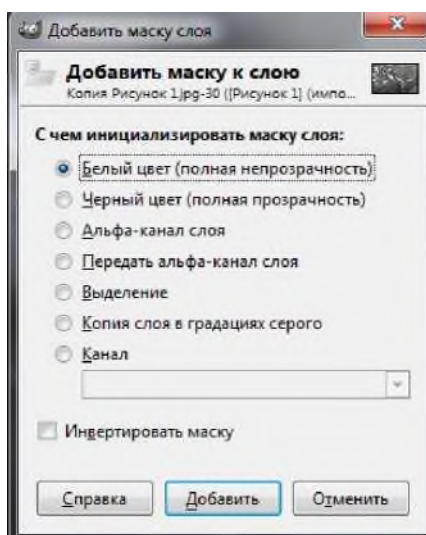 Добавить маску слоя
Добавить маску к слою
Копия Рисунок 1.jpg-30 ([Рисунок 1] (импо...
С чем инициализировать маску слоя:
Белый цвет (полная непрозрачность)
Черный цвет (полная прозрачность)
Альфа-канал слоя
Передать альфа-канал слоя
Выделение
Копия слоя в градациях серого
Канал
Инвертировать маску
Справка Добавить Отменить